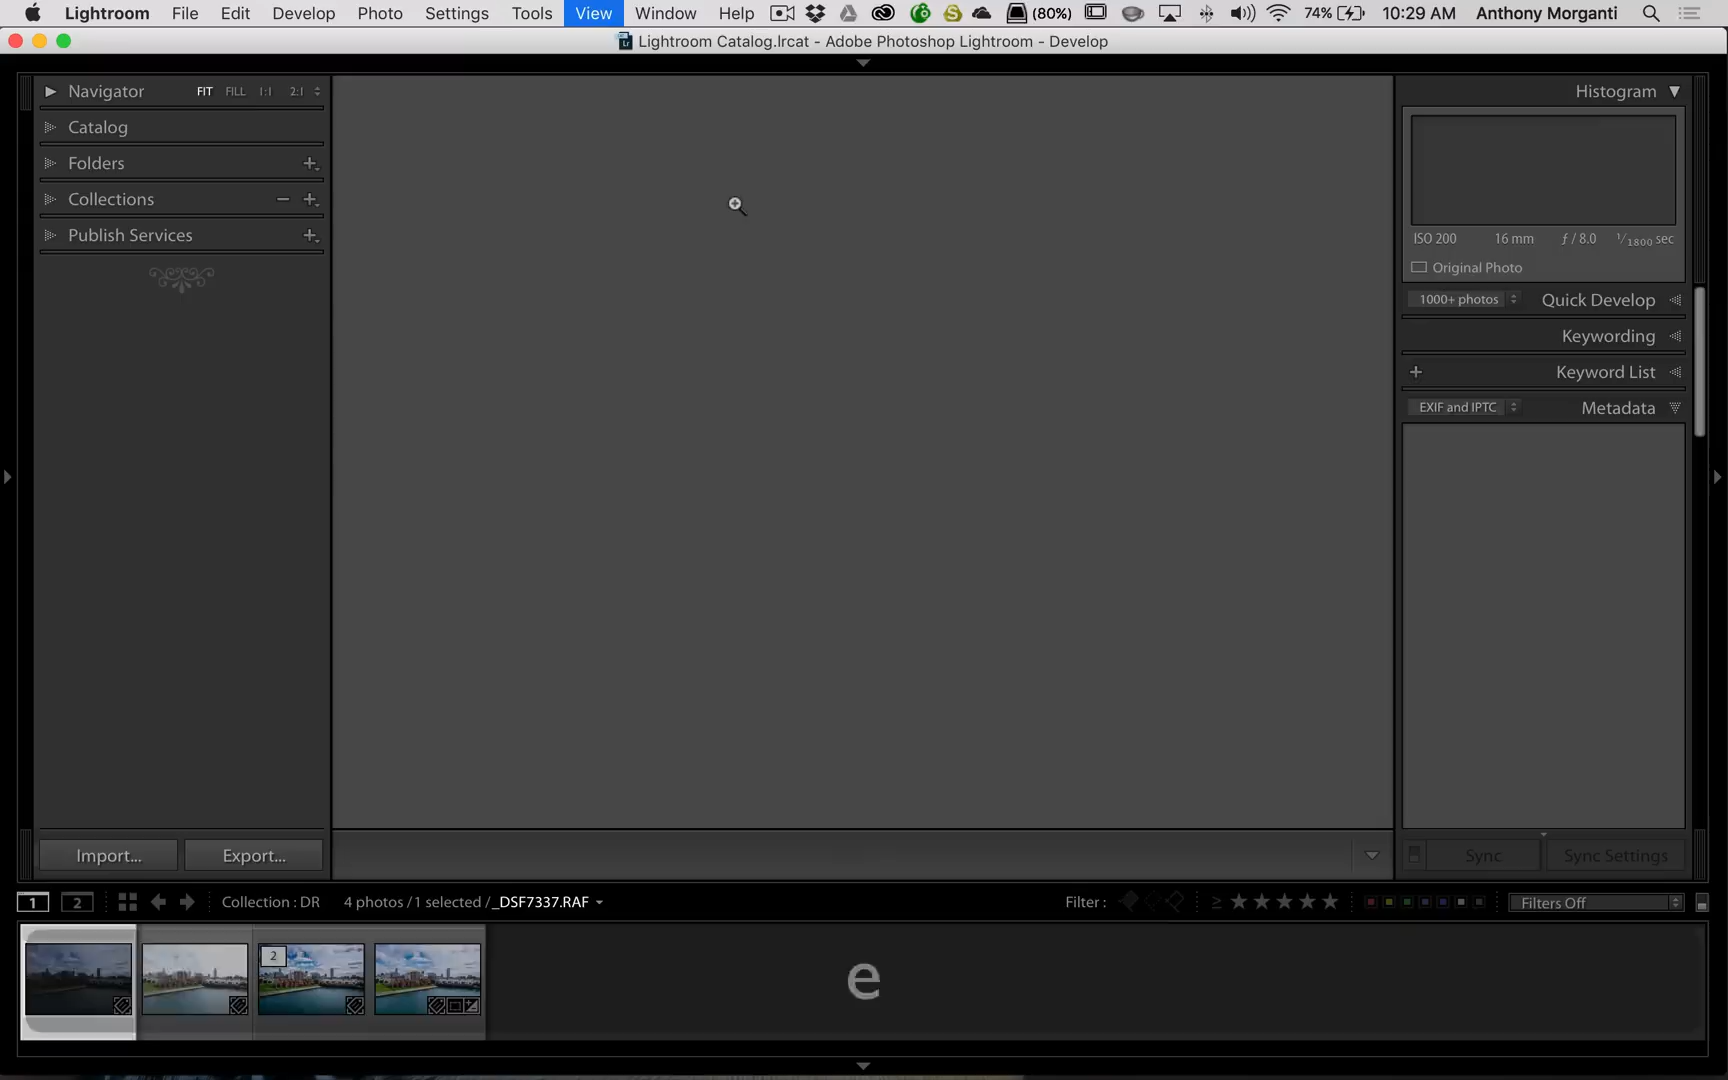 Lightroom File Edit Develop Photo Settings Tools View Window Help (80%) 74% 10:29 AM Anthony Morganti
Lightroom Catalog.lrcat - Adobe Photoshop Lightroom - Develop
Navigator FIT FILL 1:1 2:1
Catalog
Folders
Collections
Publish Services
Histogram
ISO 200 16 mm ƒ / 8.0 1/1800 sec
Original Photo
1000+ photos Quick Develop
Keywording
Keyword List
EXIF and IPTC Metadata
Import... Export...
Sync Sync Settings
1 2 Collection : DR 4 photos / 1 selected / _DSF7337.RAF Filter : ≥ Filters Off
2
e